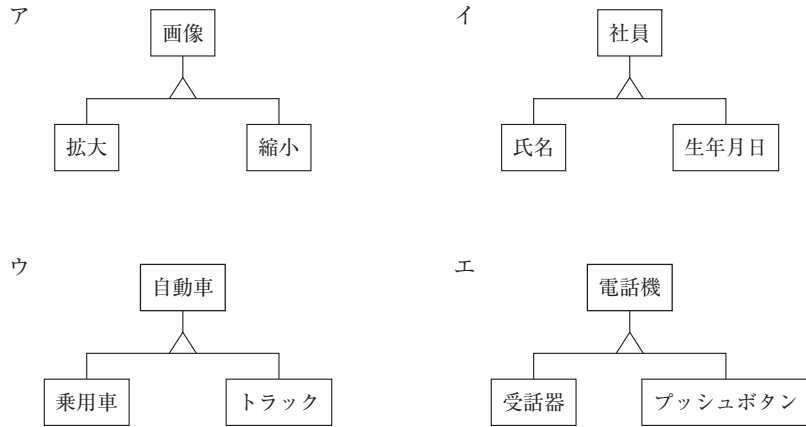 ア
画像
拡大
縮小
イ
社員
氏名
生年月日
ウ
自動車
乗用車
トラック
エ
電話機
受話器
プッシュボタン